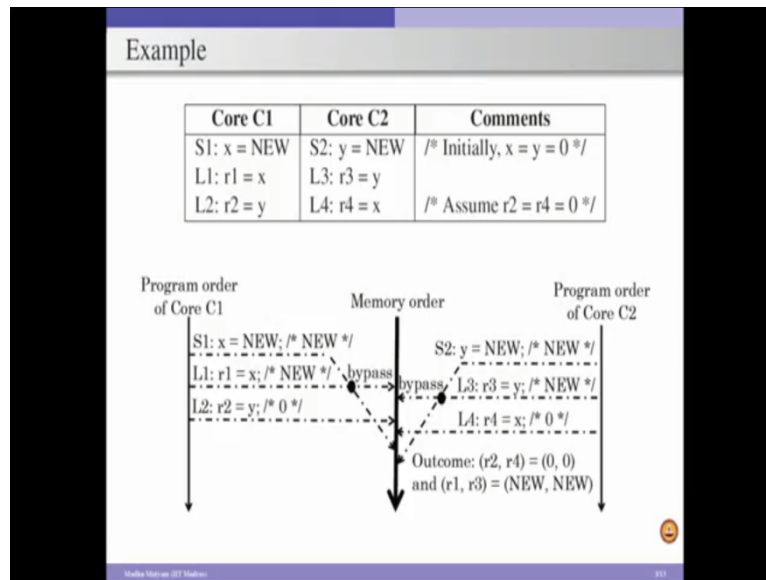 Example
Core C1 Core C2 Comments
S1: x = NEW S2: y = NEW /* Initially, x = y = 0 */
L1: r1 = x L3: r3 = y
L2: r2 = y L4: r4 = x /* Assume r2 = r4 = 0 */
Program order
of Core C1
Memory order
Program order
of Core C2
S1: x = NEW; /* NEW */
S2: y = NEW; /* NEW */
L1: r1 = x; /* NEW */ bypass
bypass L3: r3 = y; /* NEW */
L2: r2 = y; /* 0 */
L4: r4 = x; /* 0 */
Outcome: (r2, r4) = (0, 0)
and (r1, r3) = (NEW, NEW)